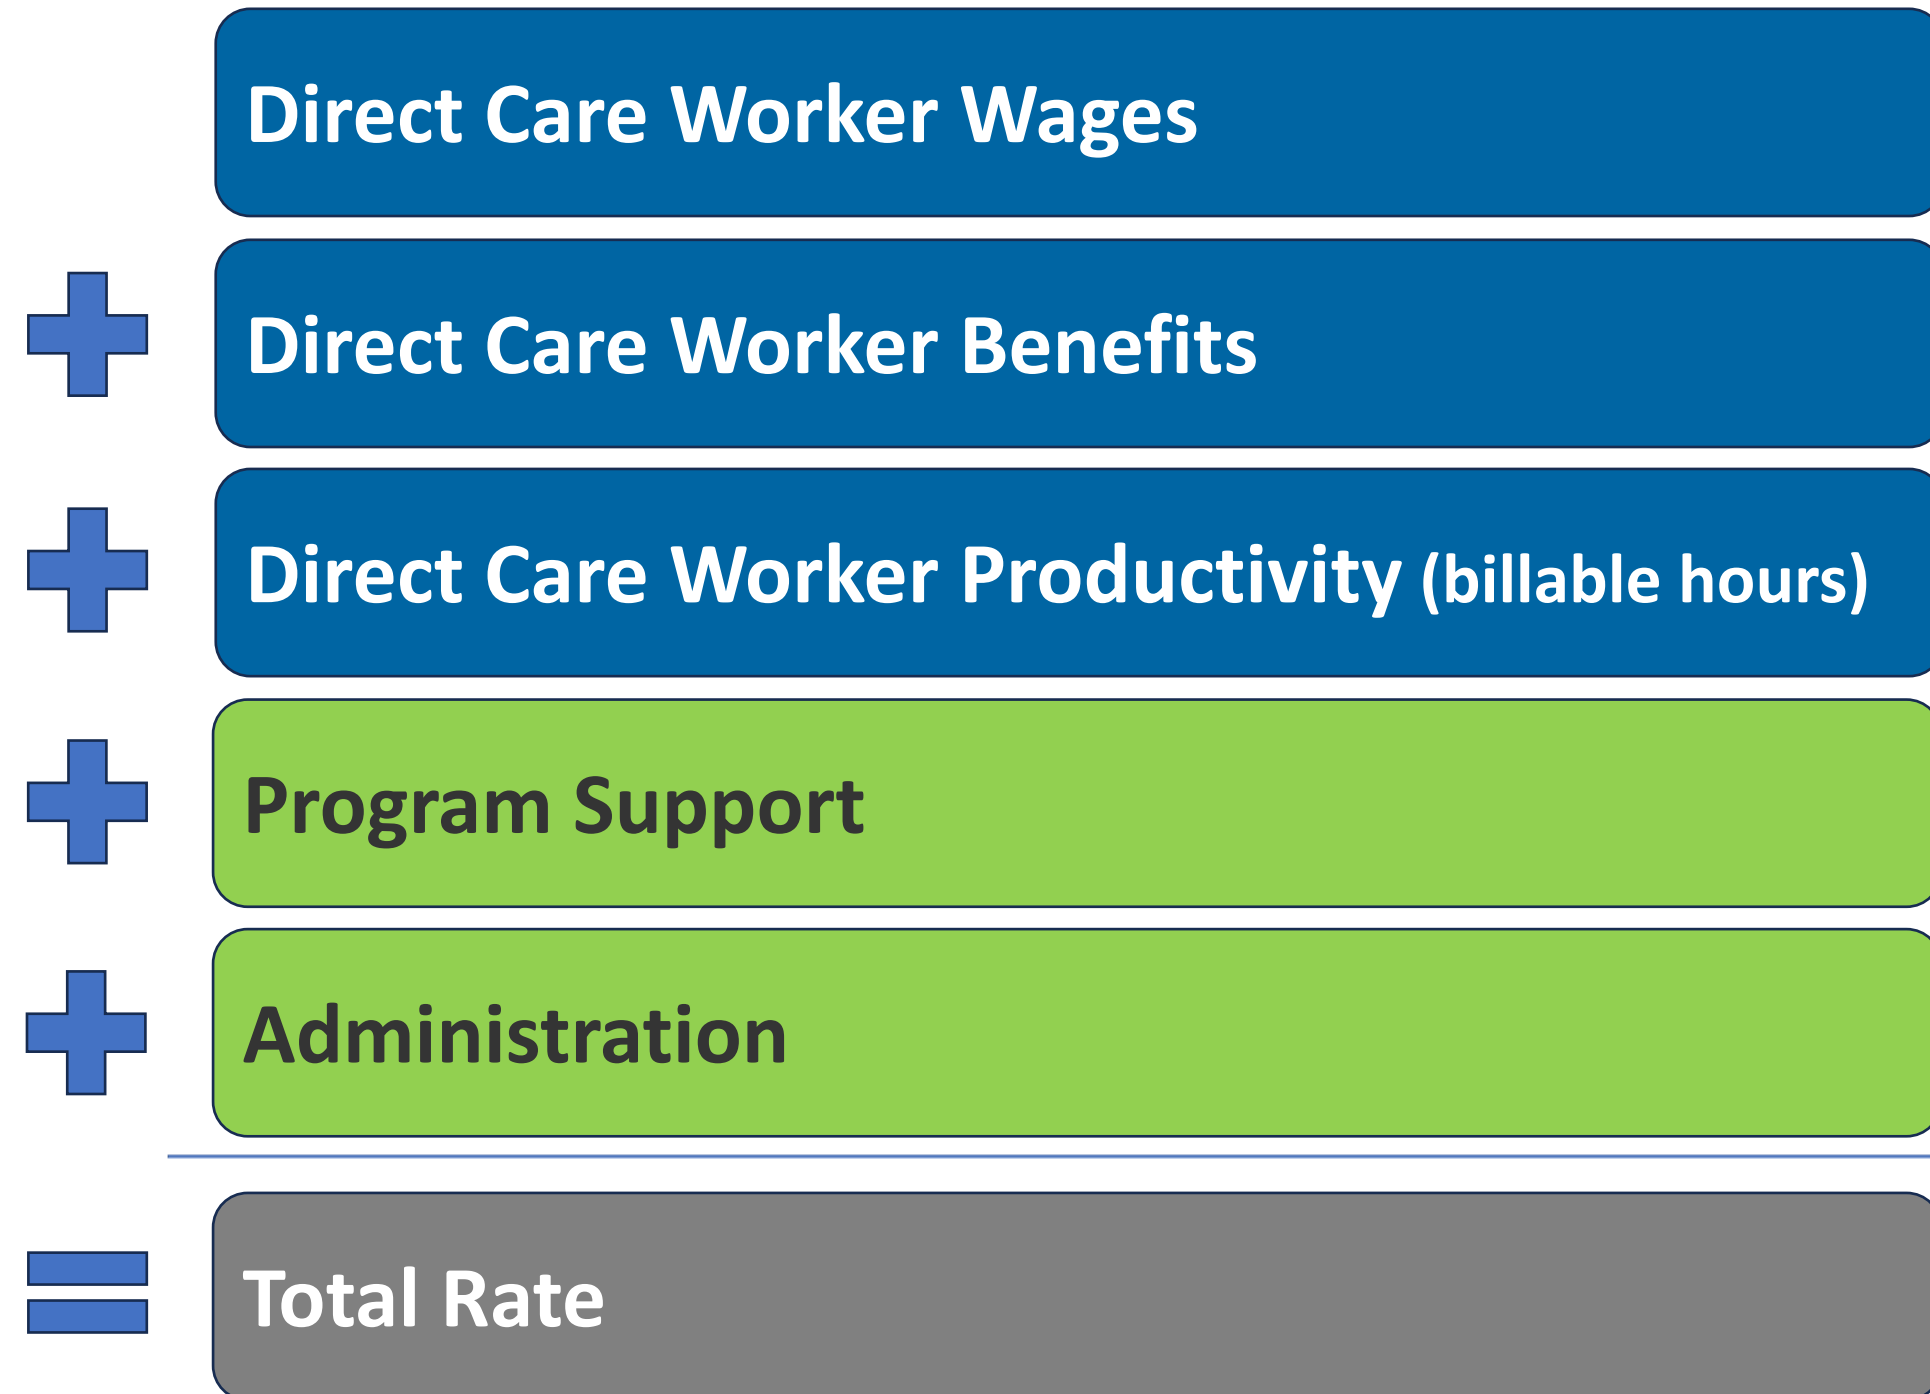 Direct Care Worker Wages
Direct Care Worker Benefits
Direct Care Worker Productivity (billable hours)
Program Support
Administration
Total Rate